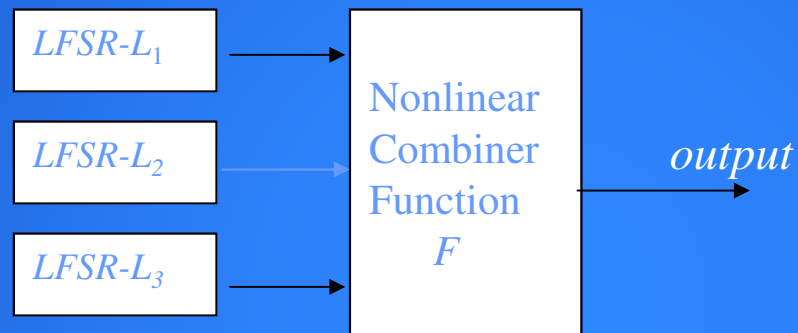 LFSR-L₁
LFSR-L₂
LFSR-L₃
Nonlinear
Combiner
Function
F
output